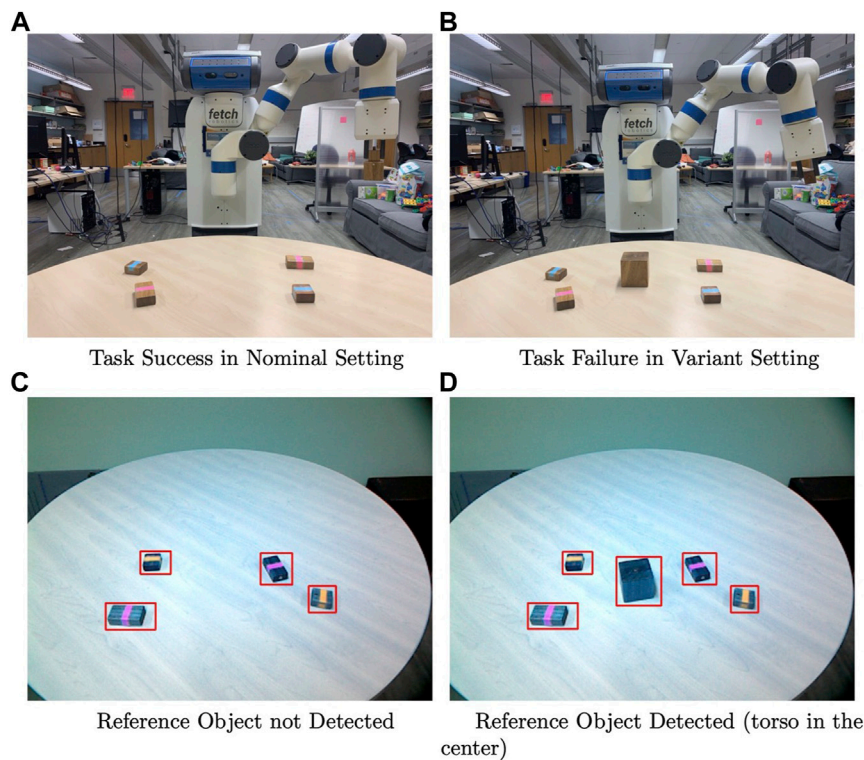 A
B
fetch
fetch
Task Success in Nominal Setting
Task Failure in Variant Setting
C
D
Reference Object not Detected
Reference Object Detected (torso in the
center)